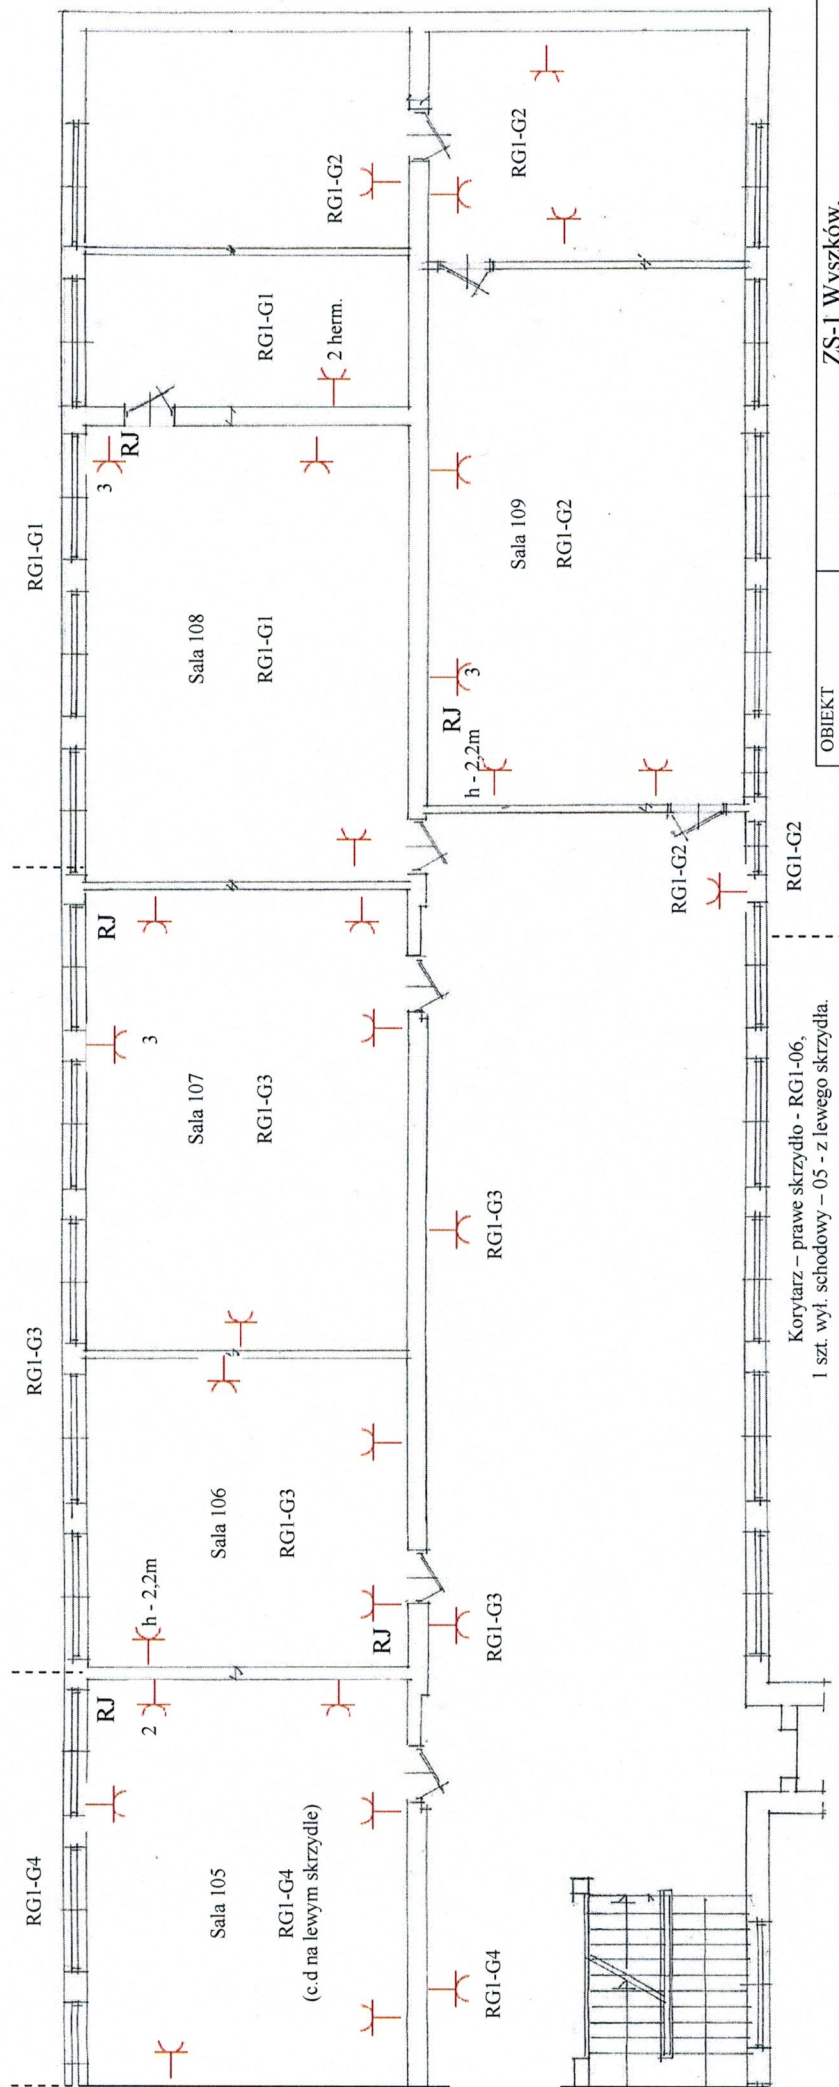 RG1-G4
RG1-G3
RG1-G1
RJ
2
h - 2,2m
RJ
3
3
RJ
Sala 105
RG1-G4
(c.d na lewym skrzydle)
Sala 106
RG1-G3
Sala 107
RG1-G3
Sala 108
RG1-G1
RG1-G1
2 herm.
RG1-G2
RJ
RG1-G4
RG1-G3
RG1-G3
RJ
3
h - 2,2m
Sala 109
RG1-G2
RG1-G2
RG1-G2
RG1-G2
Korytarz – prawe skrzydło - RG1-06,
1 szt. wył. schodowy – 05 - z lewego skrzydła.
OBIEKT
ZS-1 Wyszków.